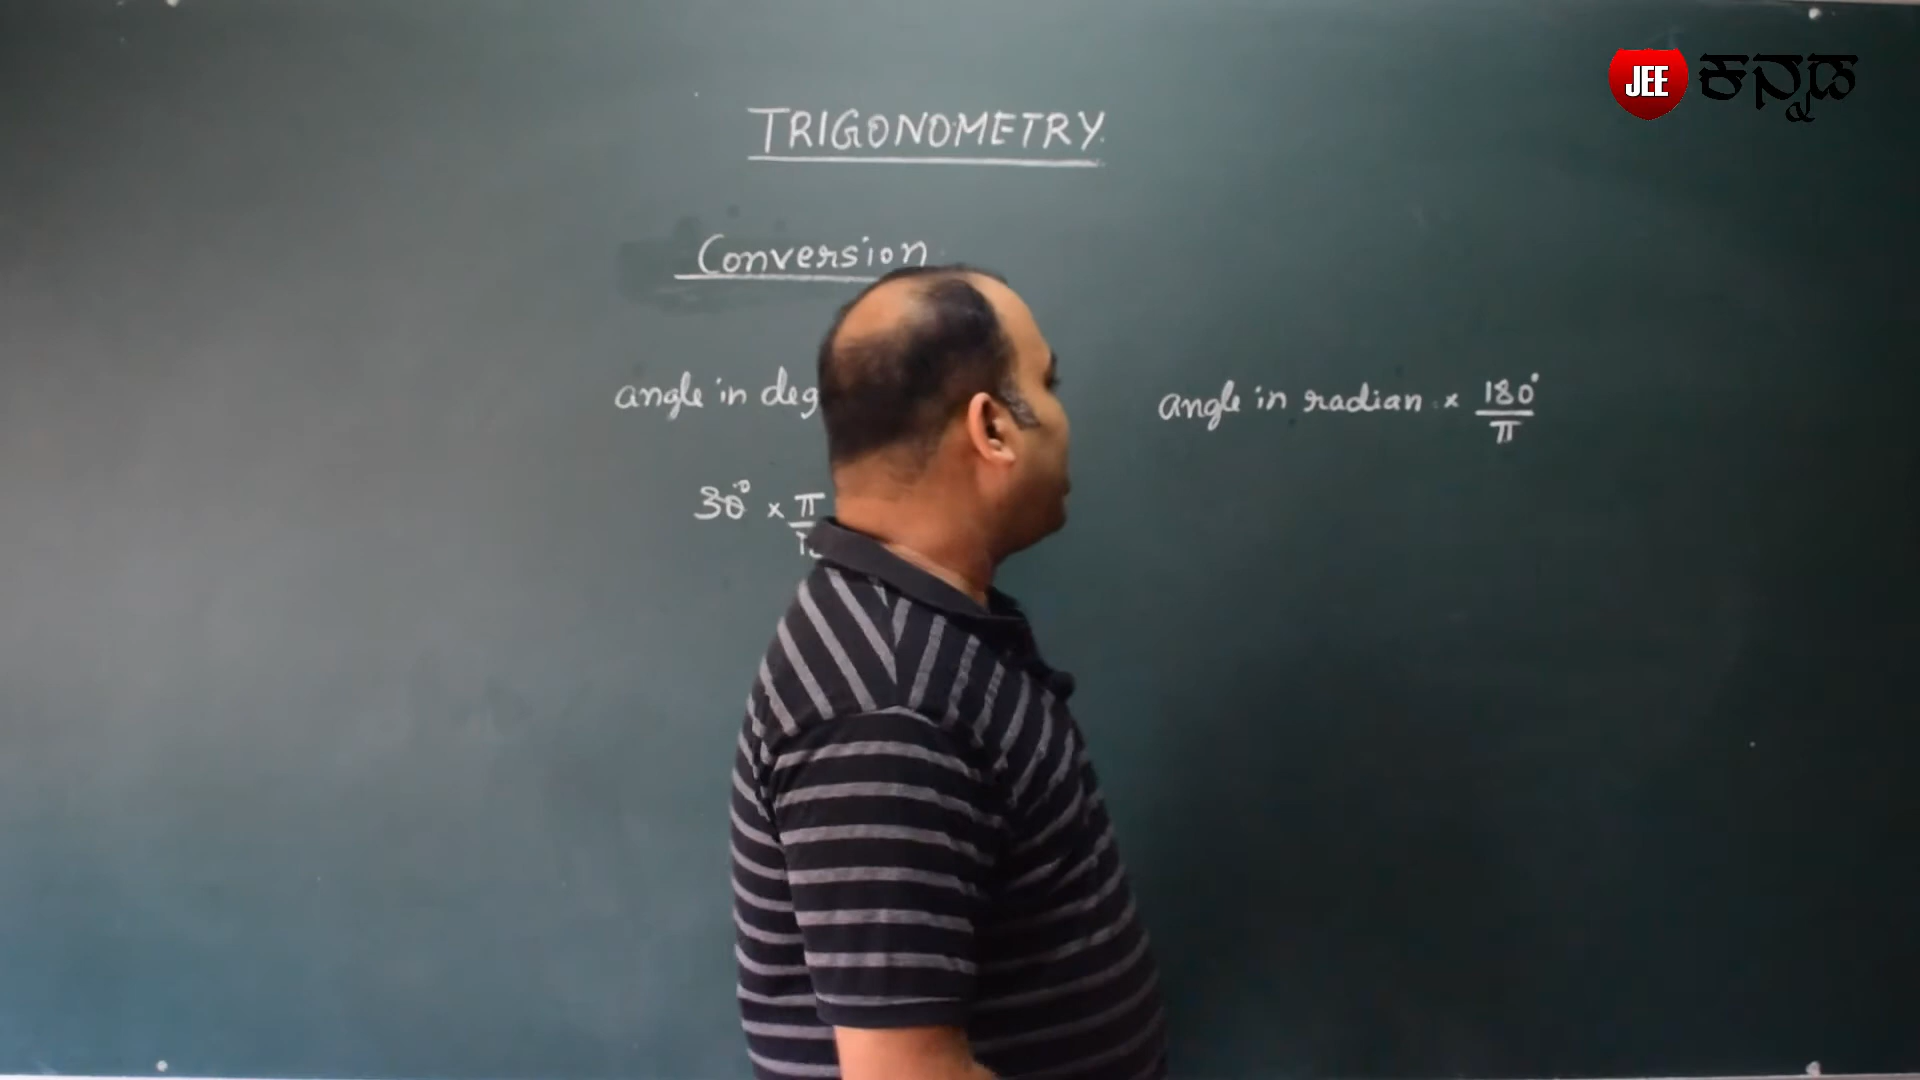 JEE ಕನ್ನಡ
TRIGONOMETRY
Conversion
angle in deg
angle in radian × 180°/π
30° × π